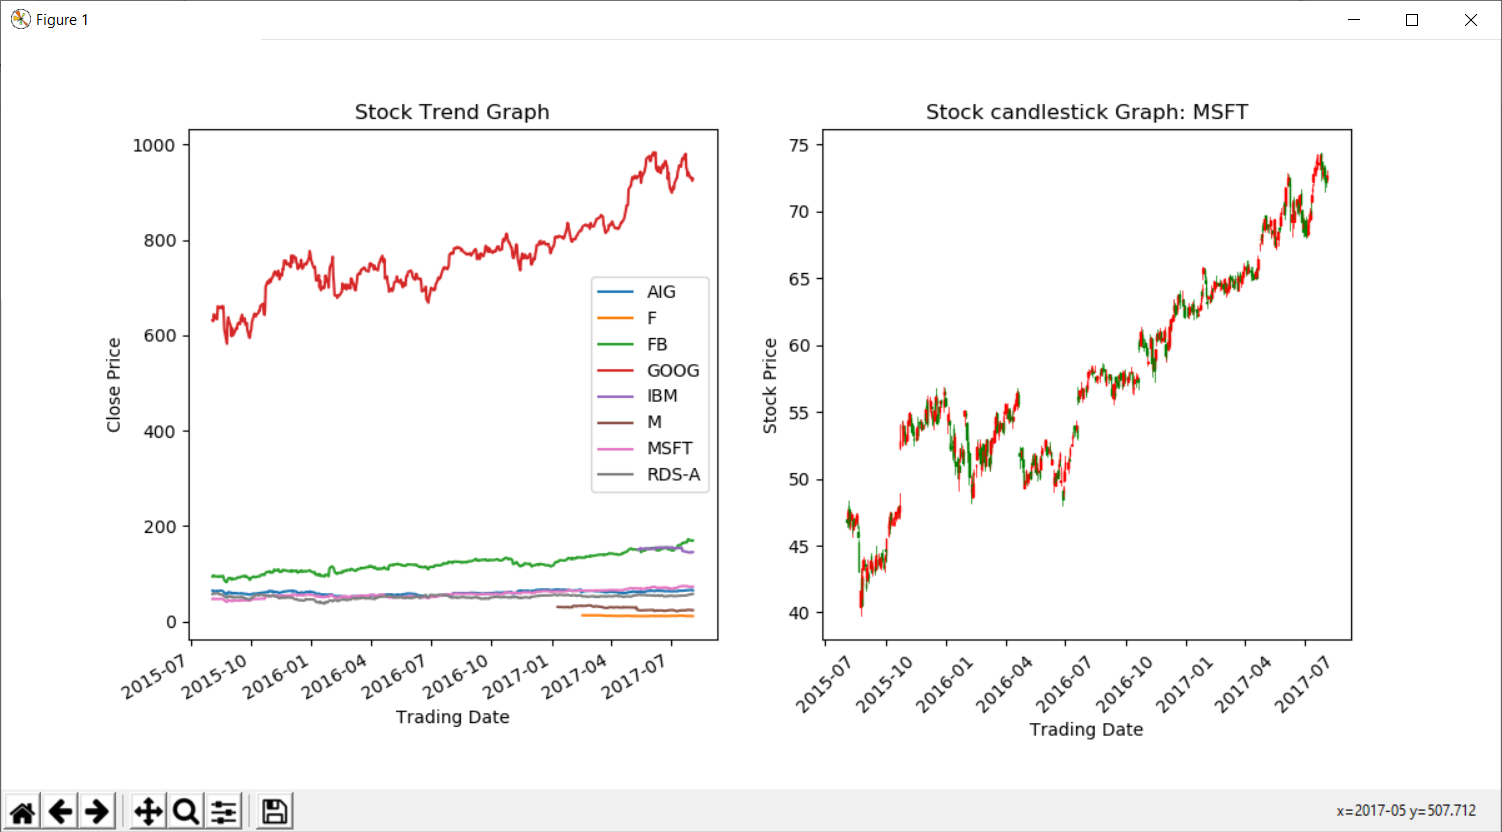 Figure 1
Stock Trend Graph
1000
800
600
400
200
0
Close Price
AIG
F
FB
GOOG
IBM
M
MSFT
RDS-A
2015-07
2015-10
2016-01
2016-04
2016-07
2016-10
2017-01
2017-04
2017-07
Trading Date
Stock candlestick Graph: MSFT
75
70
65
60
55
50
45
40
Stock Price
2015-07
2015-10
2016-01
2016-04
2016-07
2016-10
2017-01
2017-04
2017-07
Trading Date
x=2017-05 y=507.712